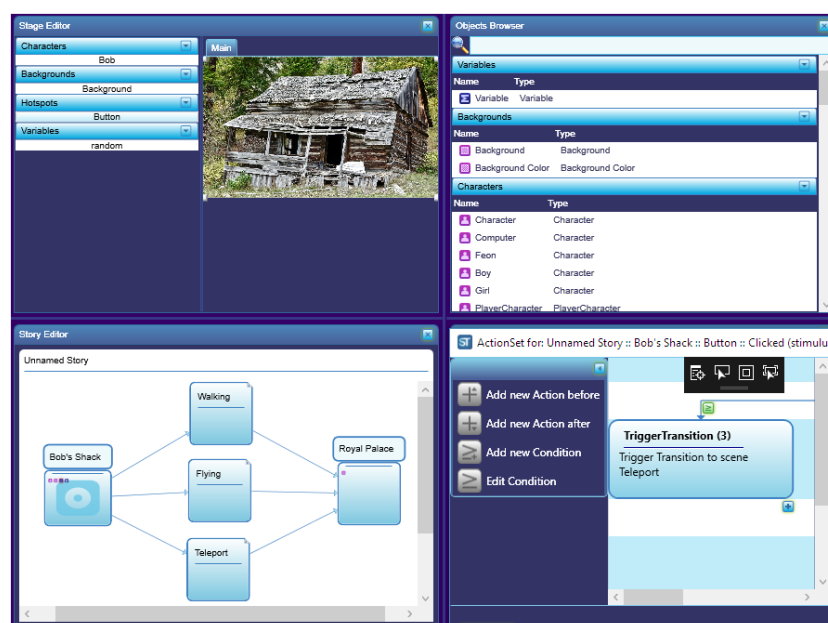 Stage Editor
Characters
Bob
Backgrounds
Background
Hotspots
Button
Variables
random
Main
Objects Browser
Variables
Name Type
Variable Variable
Backgrounds
Name Type
Background Background
Background Color Background Color
Characters
Name Type
Character Character
Computer Character
Feon Character
Boy Character
Girl Character
PlayerCharacter PlayerCharacter
Story Editor
Unnamed Story
Walking
Bob's Shack
Royal Palace
Flying
Teleport
ST ActionSet for: Unnamed Story :: Bob's Shack :: Button :: Clicked (stimulu
Add new Action before
Add new Action after
Add new Condition
Edit Condition
TriggerTransition (3)
Trigger Transition to scene
Teleport